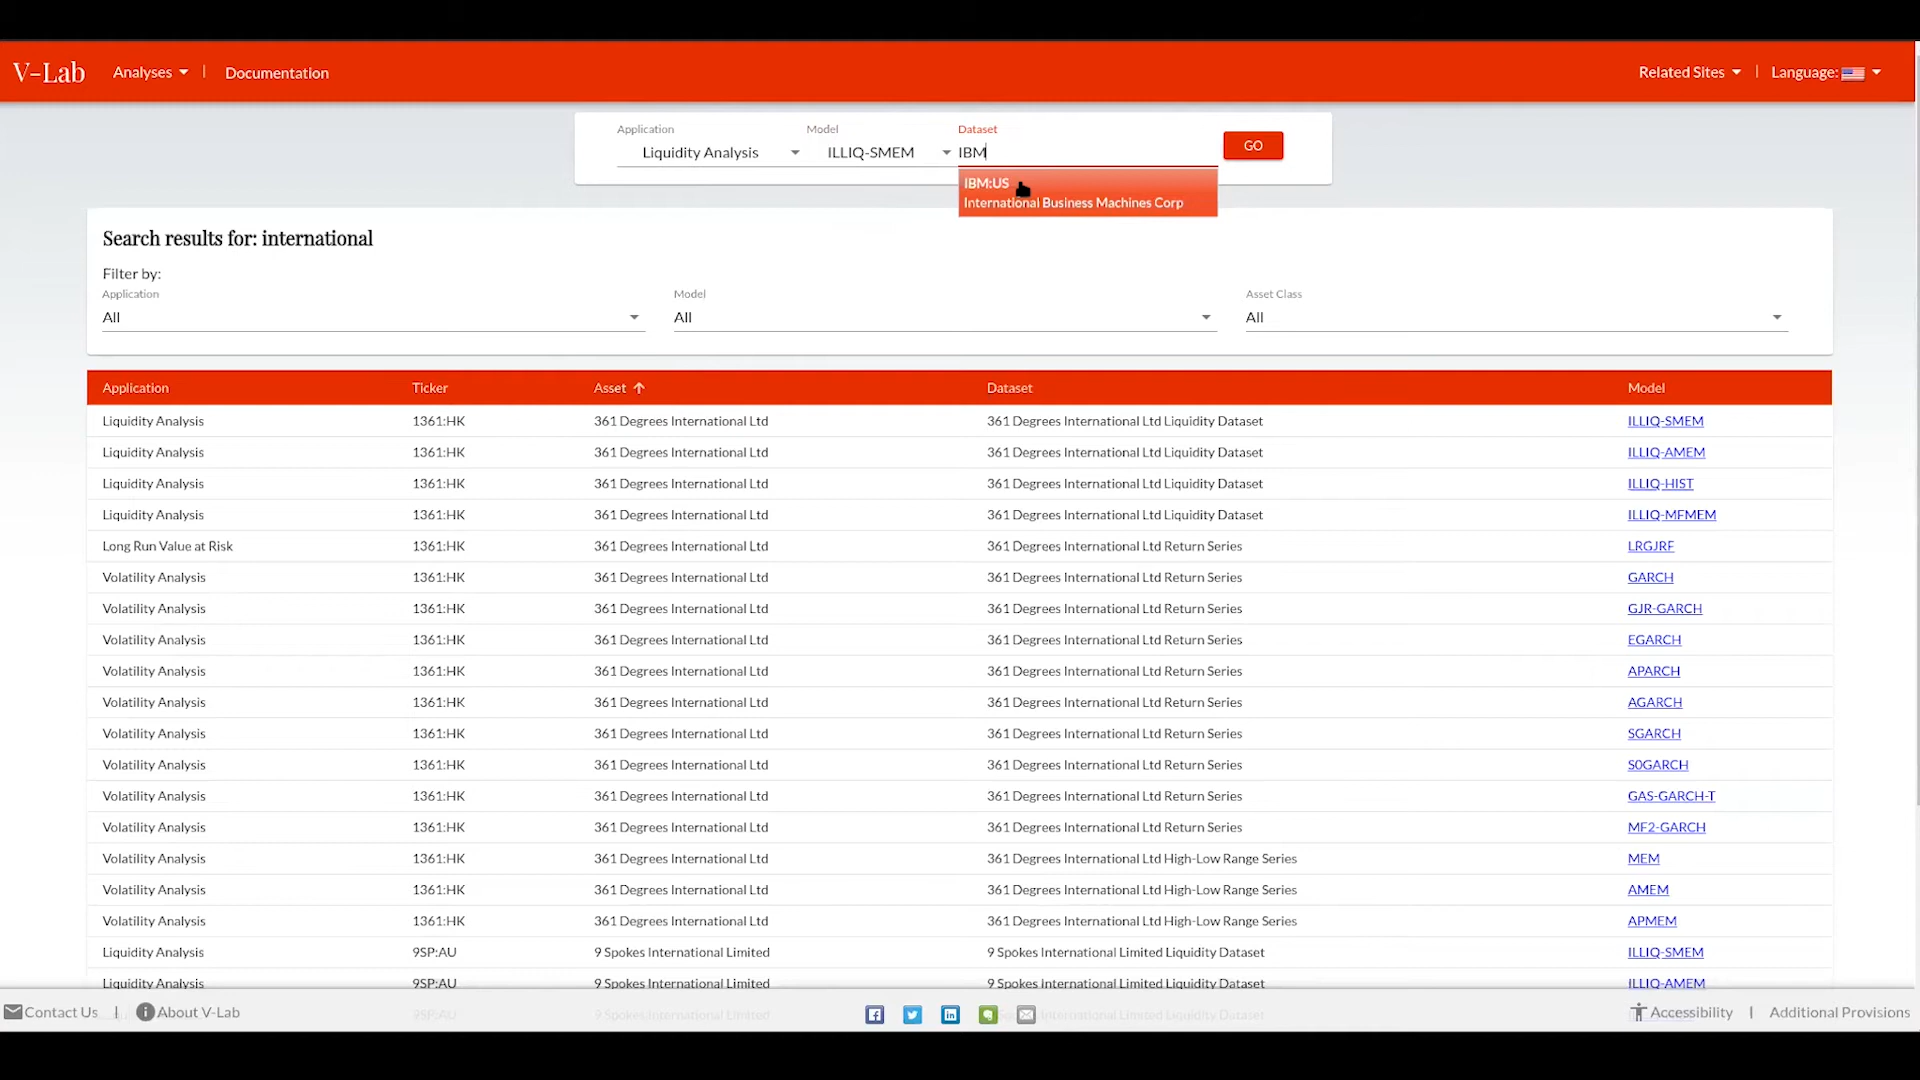 V-Lab Analyses | Documentation Related Sites | Language:
Application Model Dataset
Liquidity Analysis ILLIQ-SMEM IBM GO
IBM:US
International Business Machines Corp
Search results for: international
Filter by:
Application Model Asset Class
All All All
Application Ticker Asset Dataset Model
Liquidity Analysis 1361:HK 361 Degrees International Ltd 361 Degrees International Ltd Liquidity Dataset ILLIQ-SMEM
Liquidity Analysis 1361:HK 361 Degrees International Ltd 361 Degrees International Ltd Liquidity Dataset ILLIQ-AMEM
Liquidity Analysis 1361:HK 361 Degrees International Ltd 361 Degrees International Ltd Liquidity Dataset ILLIQ-HIST
Liquidity Analysis 1361:HK 361 Degrees International Ltd 361 Degrees International Ltd Liquidity Dataset ILLIQ-MFMEM
Long Run Value at Risk 1361:HK 361 Degrees International Ltd 361 Degrees International Ltd Return Series LRGJRF
Volatility Analysis 1361:HK 361 Degrees International Ltd 361 Degrees International Ltd Return Series GARCH
Volatility Analysis 1361:HK 361 Degrees International Ltd 361 Degrees International Ltd Return Series GJR-GARCH
Volatility Analysis 1361:HK 361 Degrees International Ltd 361 Degrees International Ltd Return Series EGARCH
Volatility Analysis 1361:HK 361 Degrees International Ltd 361 Degrees International Ltd Return Series APARCH
Volatility Analysis 1361:HK 361 Degrees International Ltd 361 Degrees International Ltd Return Series AGARCH
Volatility Analysis 1361:HK 361 Degrees International Ltd 361 Degrees International Ltd Return Series SGARCH
Volatility Analysis 1361:HK 361 Degrees International Ltd 361 Degrees International Ltd Return Series S0GARCH
Volatility Analysis 1361:HK 361 Degrees International Ltd 361 Degrees International Ltd Return Series GAS-GARCH-T
Volatility Analysis 1361:HK 361 Degrees International Ltd 361 Degrees International Ltd Return Series MF2-GARCH
Volatility Analysis 1361:HK 361 Degrees International Ltd 361 Degrees International Ltd High-Low Range Series MEM
Volatility Analysis 1361:HK 361 Degrees International Ltd 361 Degrees International Ltd High-Low Range Series AMEM
Volatility Analysis 1361:HK 361 Degrees International Ltd 361 Degrees International Ltd High-Low Range Series APMEM
Liquidity Analysis 9SP:AU 9 Spokes International Limited 9 Spokes International Limited Liquidity Dataset ILLIQ-SMEM
Liquidity Analysis 9SP:AU 9 Spokes International Limited 9 Spokes International Limited Liquidity Dataset ILLIQ-AMEM
9SP:AU 9 Spokes International Limited International Limited Liquidity Dataset
Contact Us | About V-Lab Accessibility | Additional Provisions